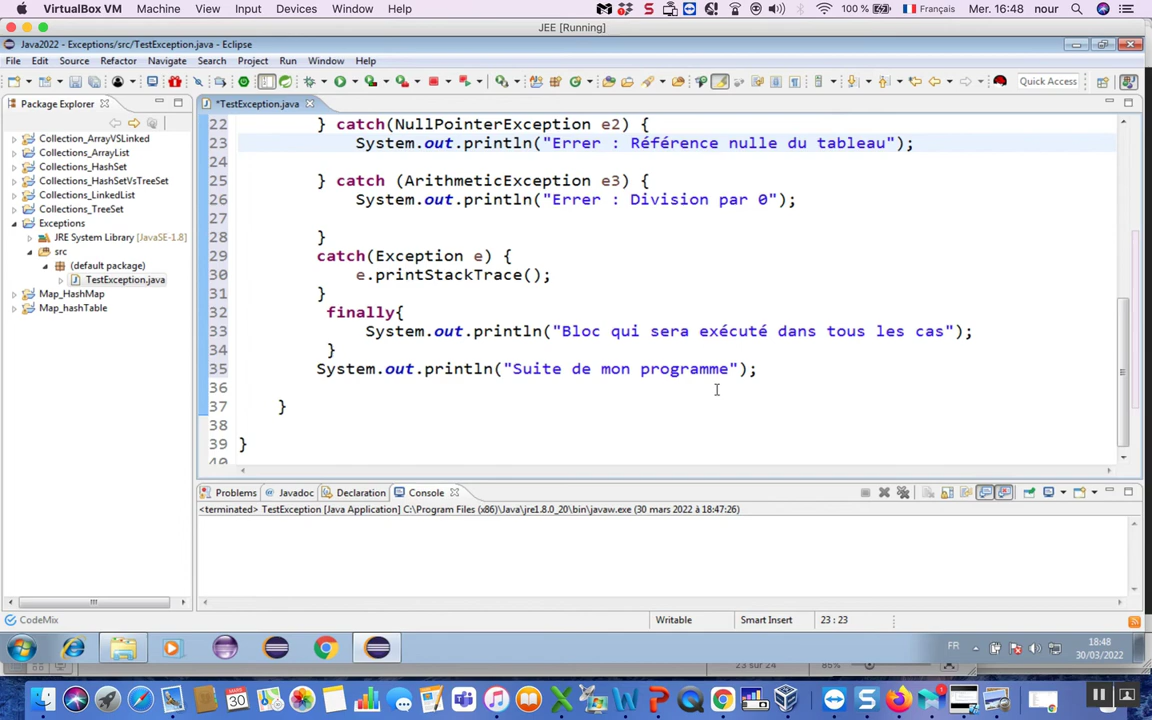 VirtualBox VM Machine View Input Devices Window Help 100 % Français Mer. 16:48 nour
JEE [Running]
Java2022 - Exceptions/src/TestException.java - Eclipse
File Edit Source Refactor Navigate Search Project Run Window Help
Quick Access
Package Explorer
*TestException.java
Collection_ArrayVSLinked
Collections_ArrayList
Collections_HashSet
Collections_HashSetVsTreeSet
Collections_LinkedList
Collections_TreeSet
Exceptions
JRE System Library [JavaSE-1.8]
src
(default package)
TestException.java
Map_HashMap
Map_hashTable
22 } catch(NullPointerException e2) {
23 System.out.println("Errer : Référence nulle du tableau");
24
25 } catch (ArithmeticException e3) {
26 System.out.println("Errer : Division par 0");
27
28 }
29 catch(Exception e) {
30 e.printStackTrace();
31 }
32 finally{
33 System.out.println("Bloc qui sera exécuté dans tous les cas");
34 }
35 System.out.println("Suite de mon programme");
36
37 }
38
39 }
40
Problems Javadoc Declaration Console
<terminated> TestException [Java Application] C:\Program Files (x86)\Java\jre1.8.0_20\bin\javaw.exe (30 mars 2022 à 18:47:26)
CodeMix
Writable Smart Insert 23 : 23
FR 18:48
30/03/2022
23 sur 24 85%
MARS
30